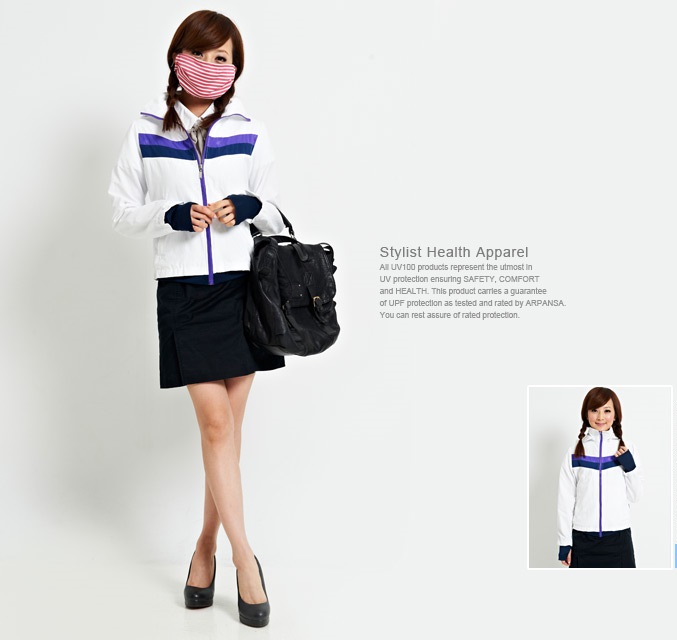 Stylist Health Apparel
All UV100 products represent the utmost in
UV protection ensuring SAFETY, COMFORT
and HEALTH. This product carries a guarantee
of UPF protection as tested and rated by ARPANSA.
You can rest assure of rated protection.